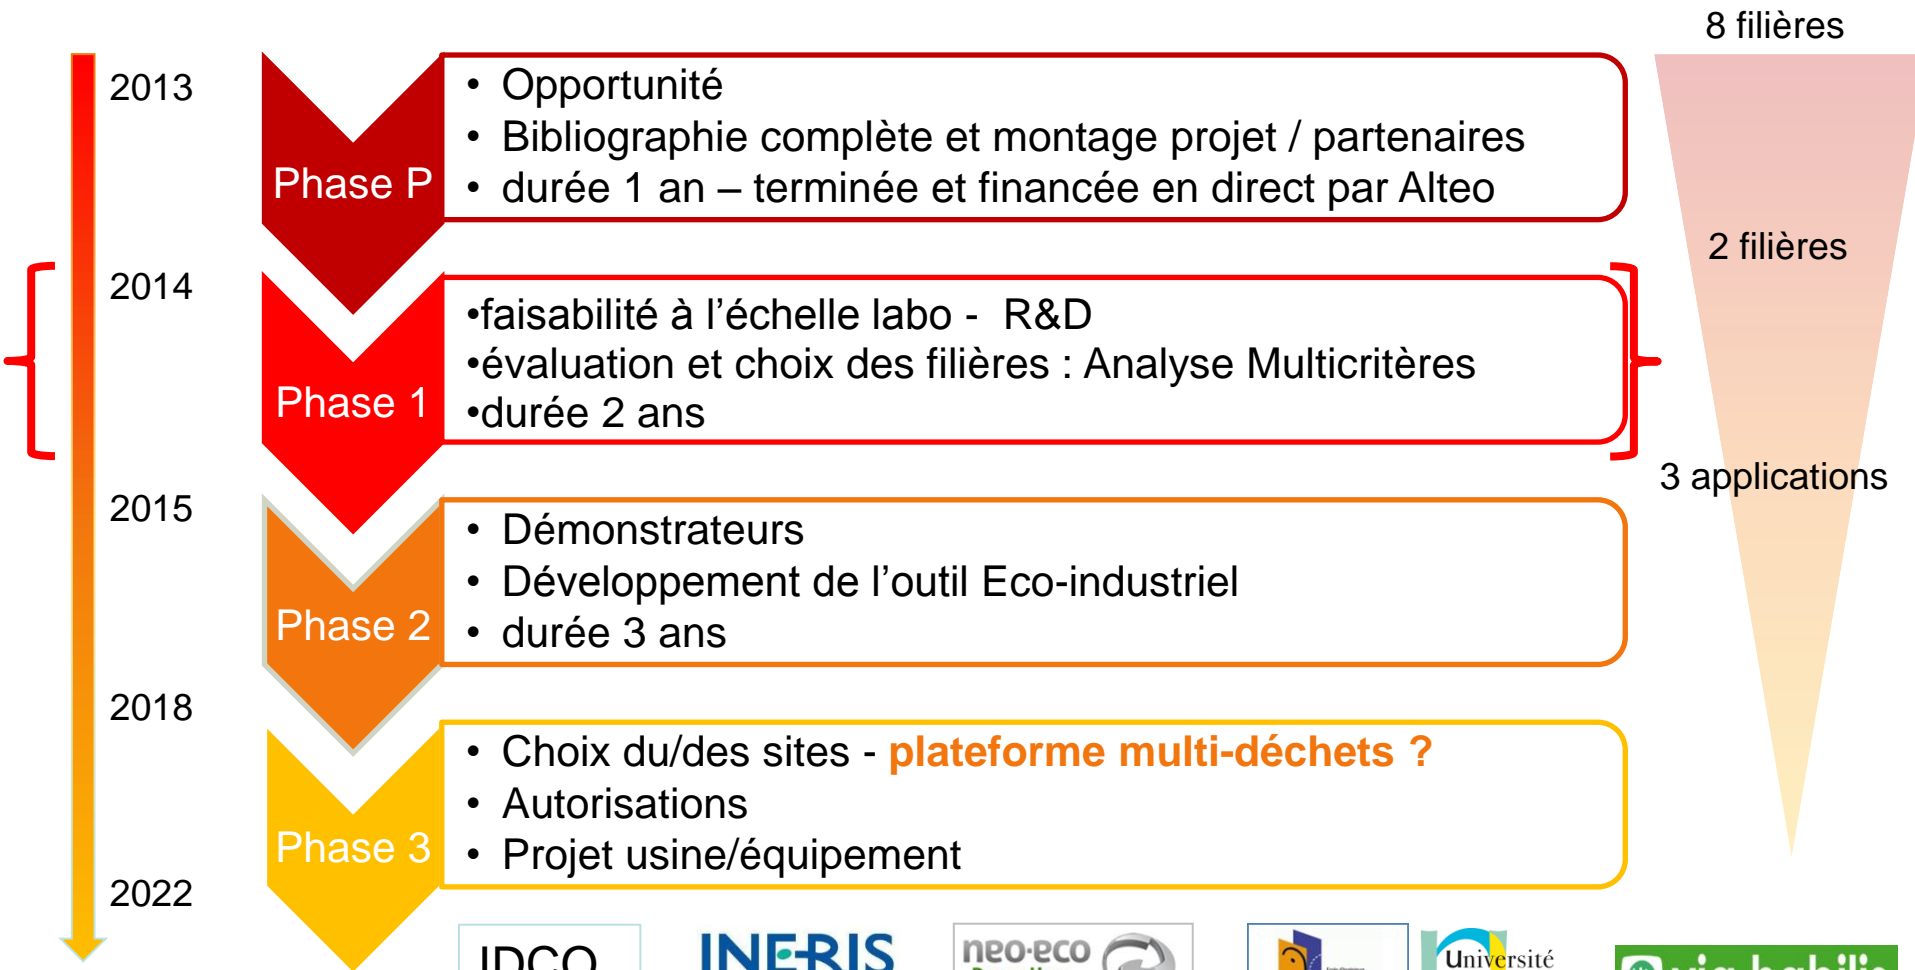 8 filières
2013
Phase P
• Opportunité
• Bibliographie complète et montage projet / partenaires
• durée 1 an – terminée et financée en direct par Alteo
2 filières
2014
Phase 1
•faisabilité à l’échelle labo - R&D
•évaluation et choix des filières : Analyse Multicritères
•durée 2 ans
3 applications
2015
Phase 2
• Démonstrateurs
• Développement de l’outil Eco-industriel
• durée 3 ans
2018
Phase 3
• Choix du/des sites - plateforme multi-déchets ?
• Autorisations
• Projet usine/équipement
2022
INERIS
neo-eco
Université